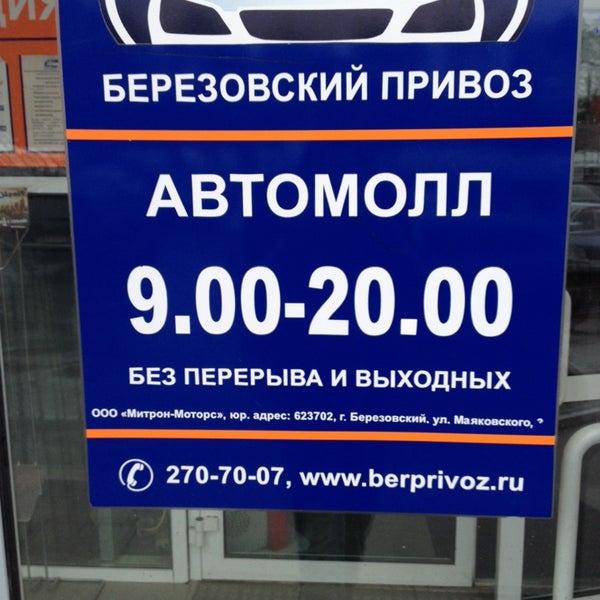 БЕРЕЗОВСКИЙ ПРИВОЗ
АВТОМОЛЛ
9.00-20.00
БЕЗ ПЕРЕРЫВА И ВЫХОДНЫХ
ООО «Митрон-Моторс», юр. адрес: 623702, г. Березовский, ул. Маяковского,
270-70-07, www.berprivoz.ru